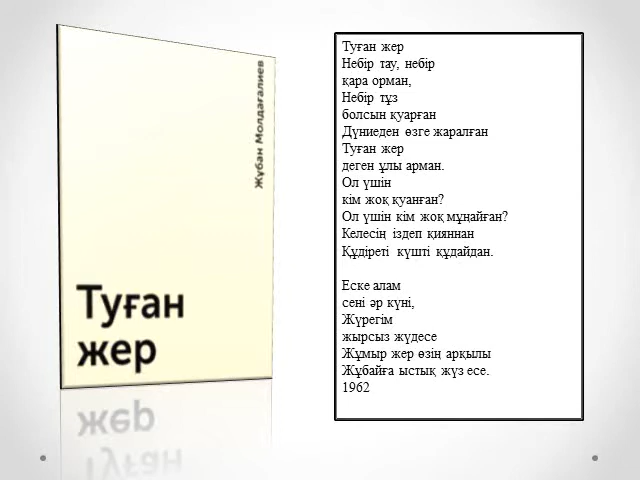 Жұбан Молдағалиев
Туған
жер
Туған жер
Небір тау, небір
қара орман,
Небір тұз
болсын қуарған
Дүниеден өзге жаралған
Туған жер
деген ұлы арман.
Ол үшін
кім жоқ қуанған?
Ол үшін кім жоқ мұңайған?
Келесің іздеп қияннан
Құдіреті күшті құдайдан.
Еске алам
сені әр күні,
Жүрегім
жырсыз жүдесе
Жұмыр жер өзің арқылы
Жұбайға ыстық жүз есе.
1962